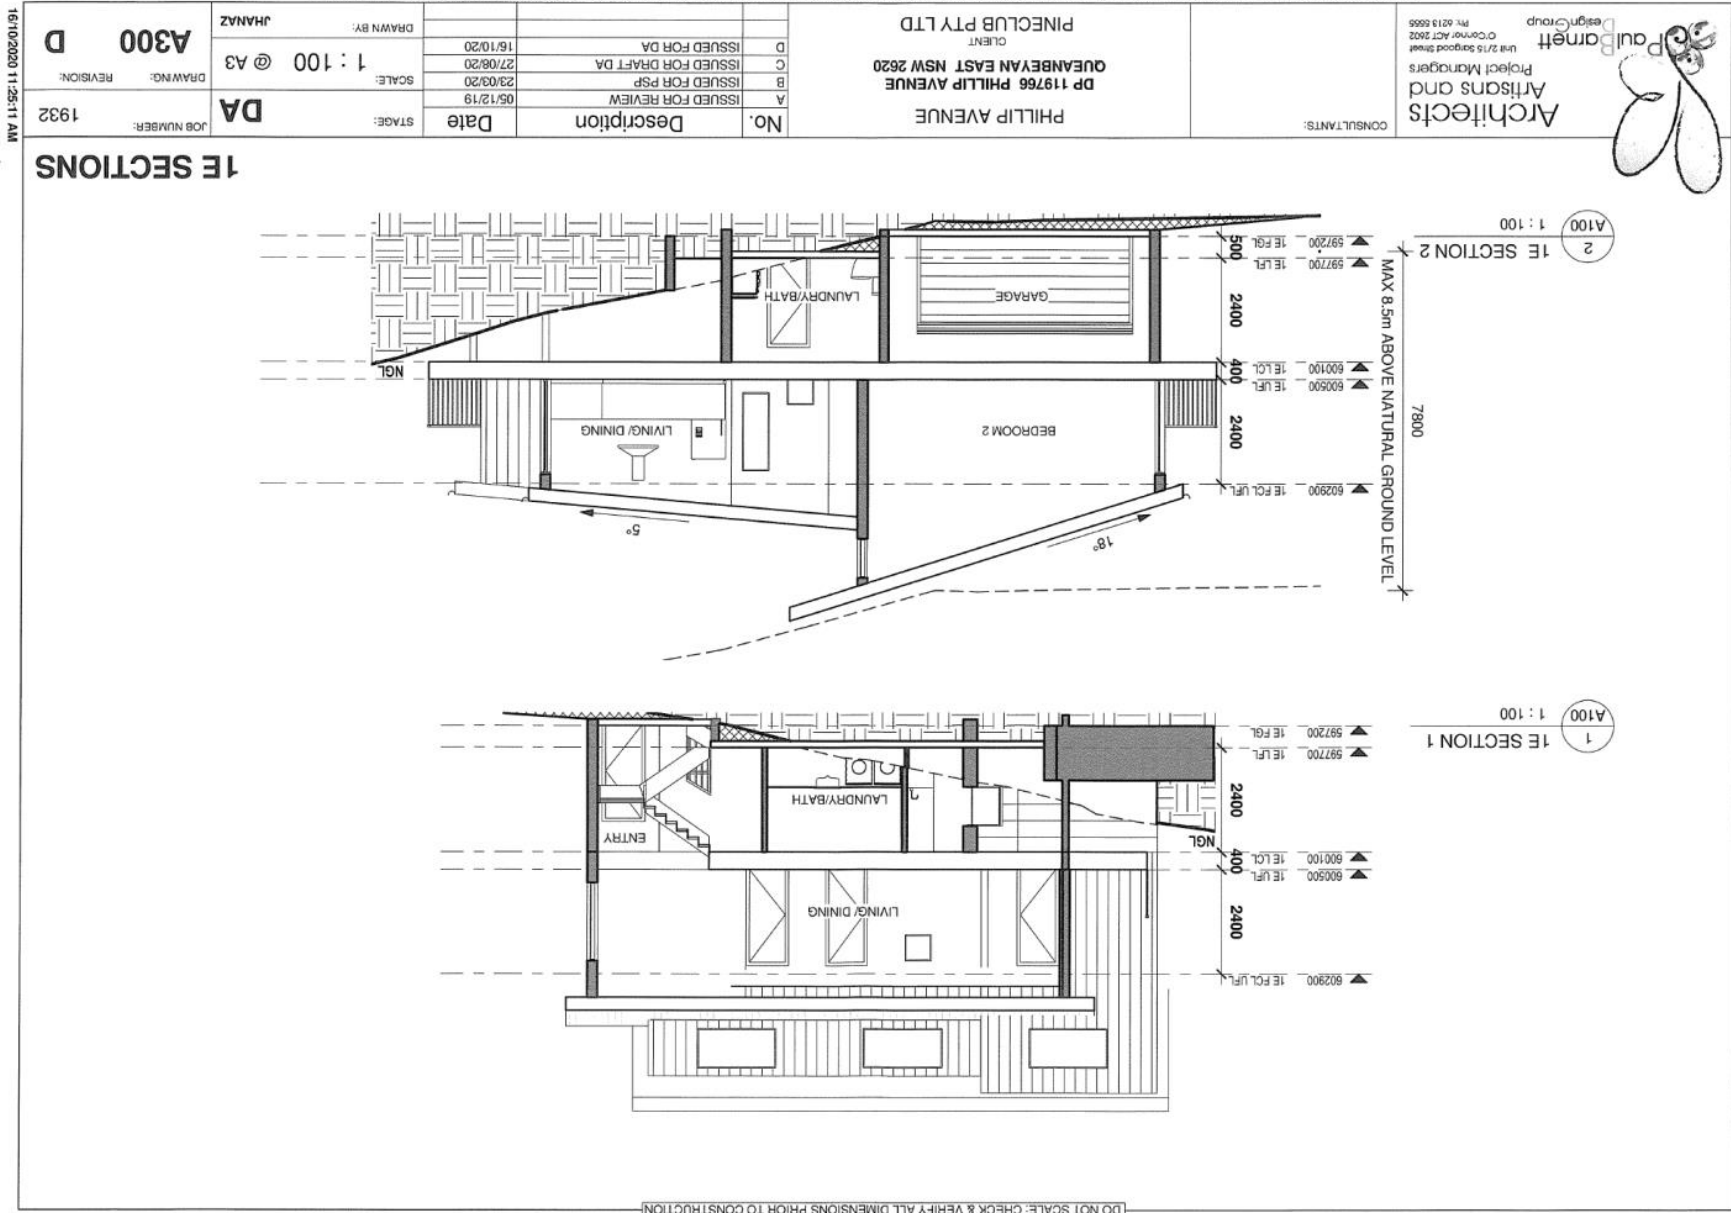 DO NOT SCALE: CHECK & VERIFY ALL DIMENSIONS PRIOR TO CONSTRUCTION
602900 1E FCL UFL
2400
LIVING/ DINING
600500 1E UFL
400
600100 1E LCL
NGL
ENTRY
2400
LAUNDRY/BATH
597700 1E LFL
597200 1E FGL
1
A100
1E SECTION 1
1 : 100
MAX 8.5m ABOVE NATURAL GROUND LEVEL
7800
18°
5°
602900 1E FCL UFL
2400
BEDROOM 2
LIVING/ DINING
600500 1E UFL
400
600100 1E LCL
NGL
2400
GARAGE
LAUNDRY/BATH
597700 1E LFL
500
597200 1E FGL
2
A100
1E SECTION 2
1 : 100
1E SECTIONS
Architects
Artisans and
Project Managers
Paul Barnett
DesignGroup
Unit 2/15 Sargood Street
O'Connor ACT 2602
Ph: 6213 5555
CONSULTANTS:
PHILLIP AVENUE
DP 119766 PHILLIP AVENUE
QUEANBEYAN EAST NSW 2620
CLIENT
PINECLUB PTY LTD
No. Description Date
A ISSUED FOR REVIEW 05/12/19
B ISSUED FOR PSP 23/03/20
C ISSUED FOR DRAFT DA 27/08/20
D ISSUED FOR DA 16/10/20
STAGE: DA
SCALE: 1 : 100 @ A3
DRAWN BY: JHANAZ
JOB NUMBER: 1932
DRAWING: A300
REVISION: D
16/10/2020 11:25:11 AM